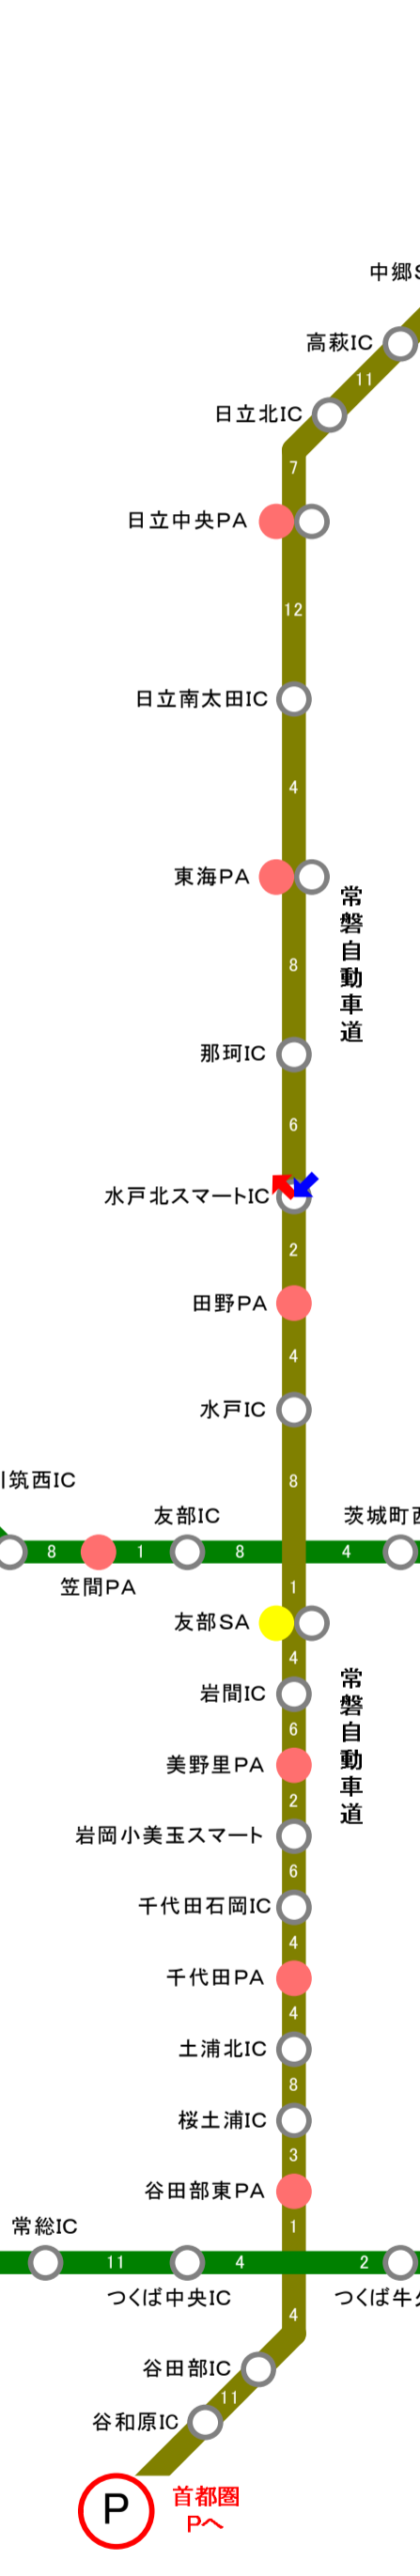 中郷S
高萩IC
11
日立北IC
7
日立中央PA
12
日立南太田IC
4
東海PA
常磐自動車道
8
那珂IC
6
水戸北スマートIC
2
田野PA
4
水戸IC
8
筑西IC
友部IC
茨城町西
8
1
8
4
笠間PA
1
友部SA
4
岩間IC
常磐自動車道
6
美野里PA
2
岩岡小美玉スマート
6
千代田石岡IC
4
千代田PA
4
土浦北IC
8
桜土浦IC
3
谷田部東PA
1
常総IC
11
4
2
つくば中央IC
つくば牛久
4
谷田部IC
11
谷和原IC
P
首都圏
Pへ